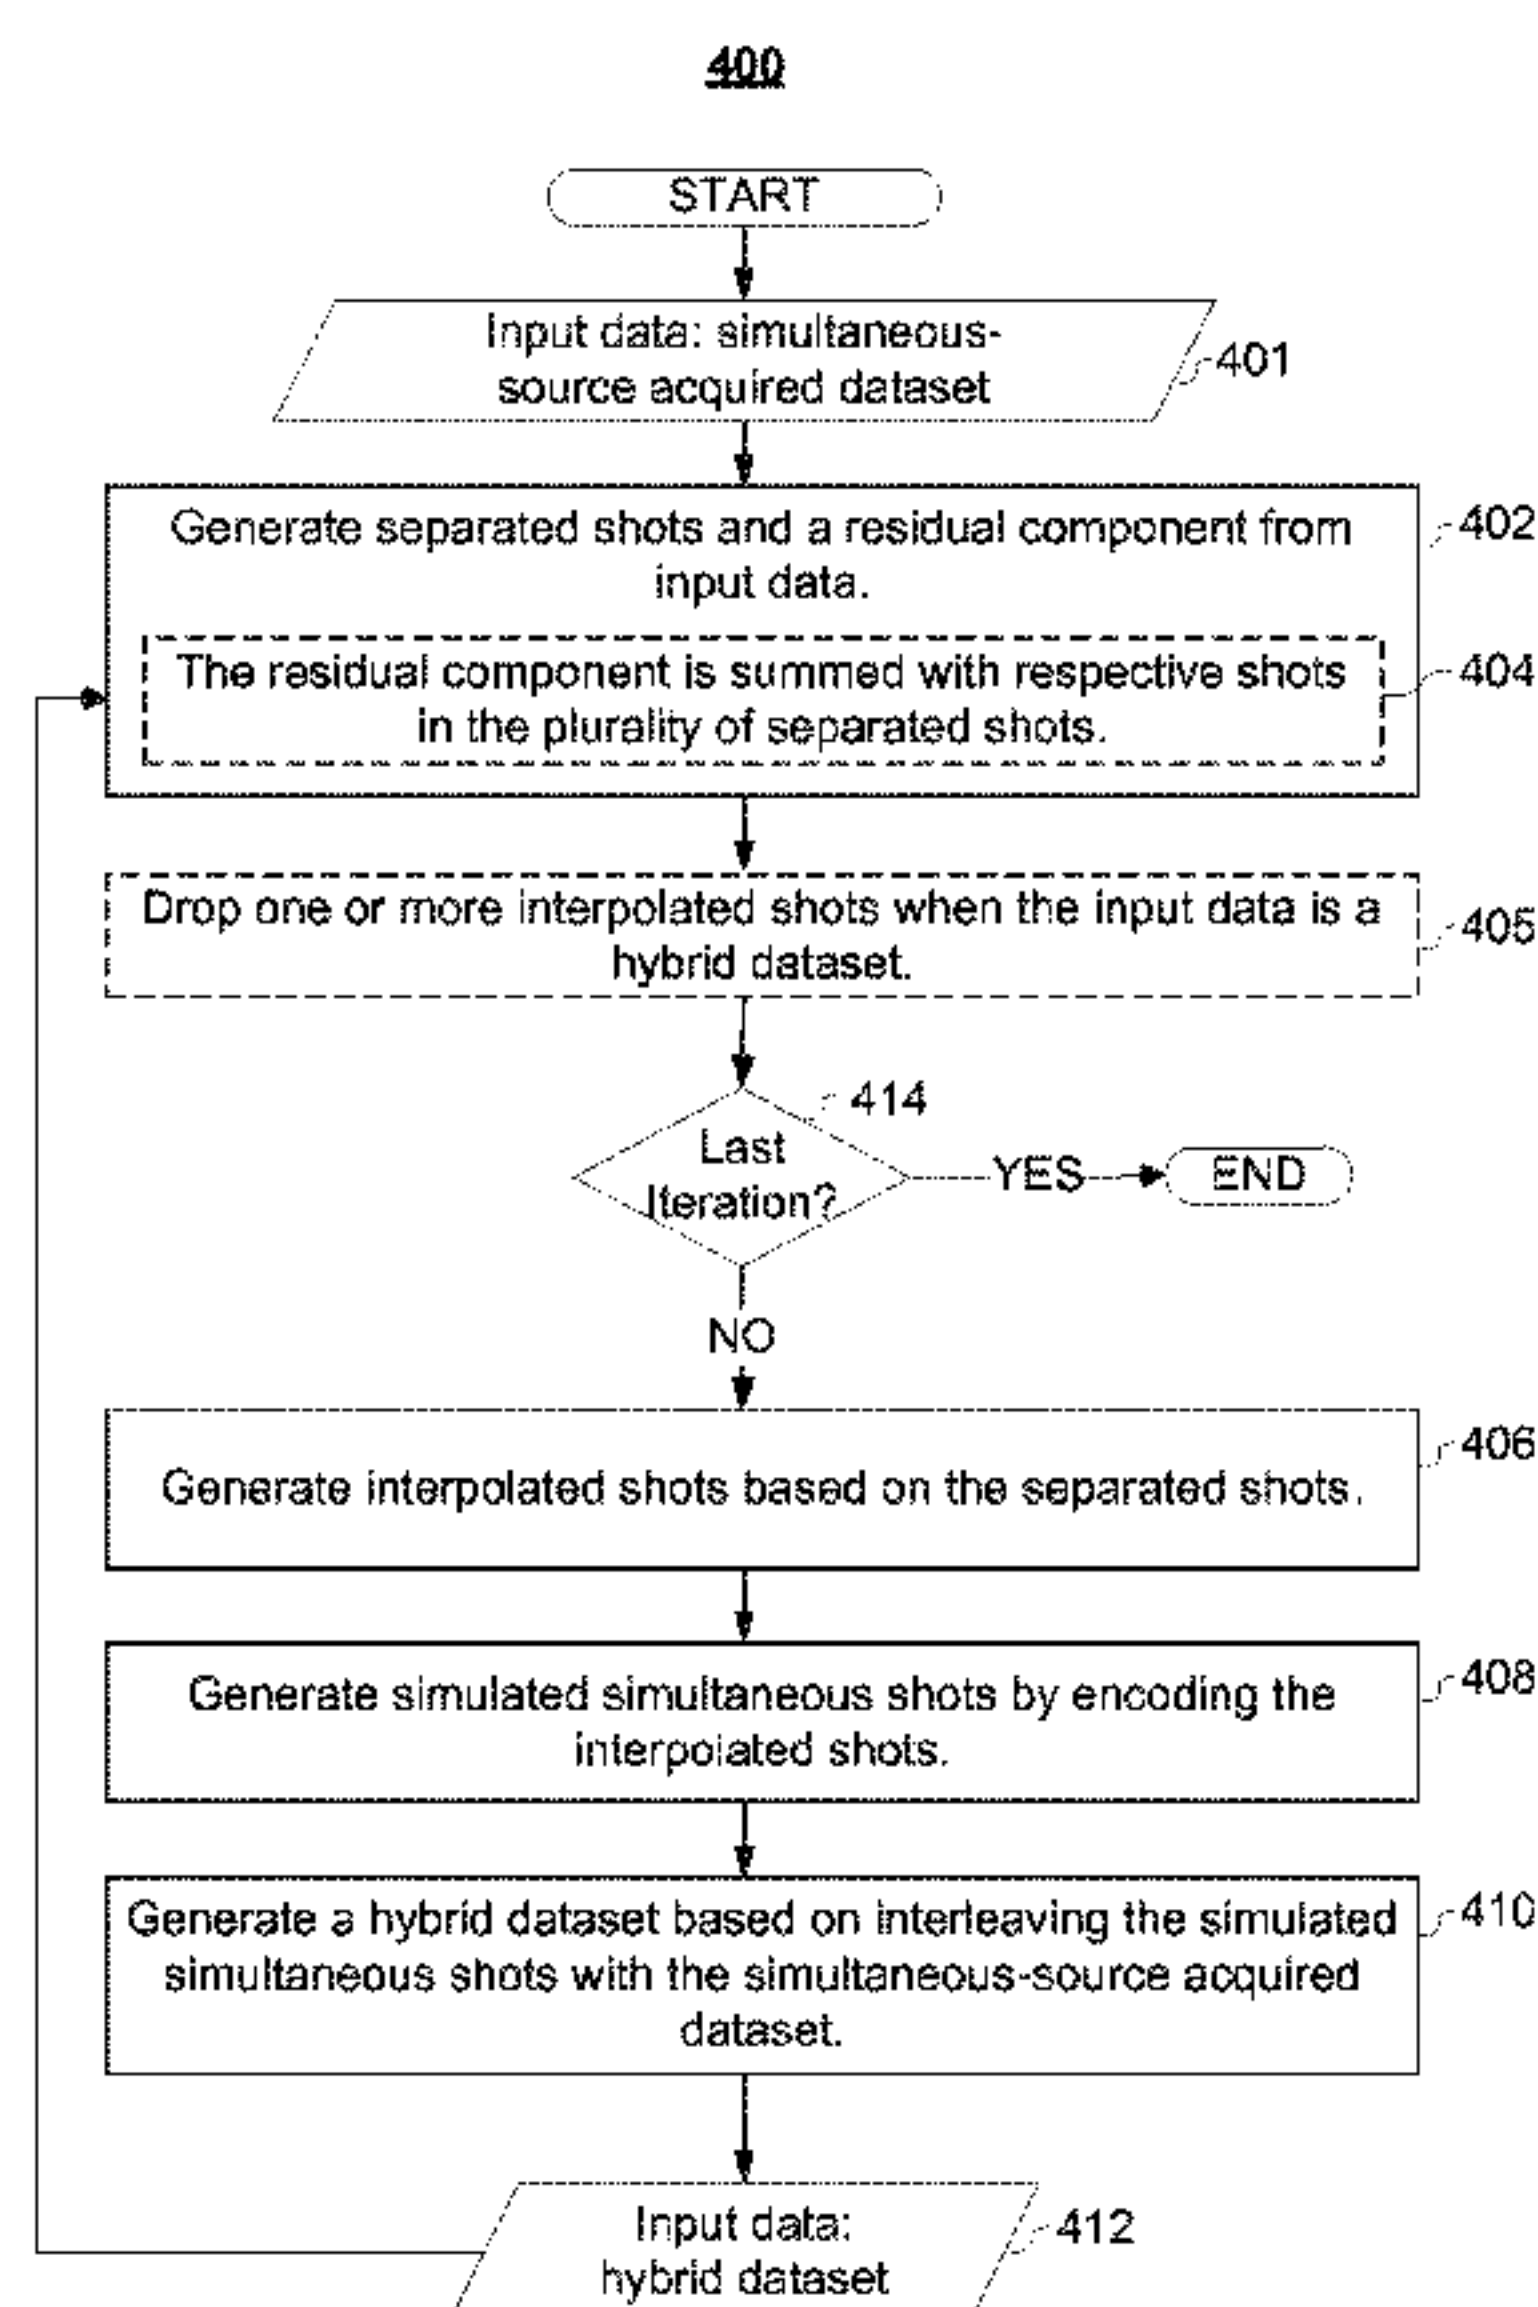 400
START
Input data: simultaneous-
source acquired dataset
401
Generate separated shots and a residual component from
input data.
402
The residual component is summed with respective shots
in the plurality of separated shots.
404
Drop one or more interpolated shots when the input data is a
hybrid dataset.
405
414
Last
Iteration?
YES
END
NO
Generate interpolated shots based on the separated shots.
406
Generate simulated simultaneous shots by encoding the
interpolated shots.
408
Generate a hybrid dataset based on interleaving the simulated
simultaneous shots with the simultaneous-source acquired
dataset.
410
Input data:
hybrid dataset
412